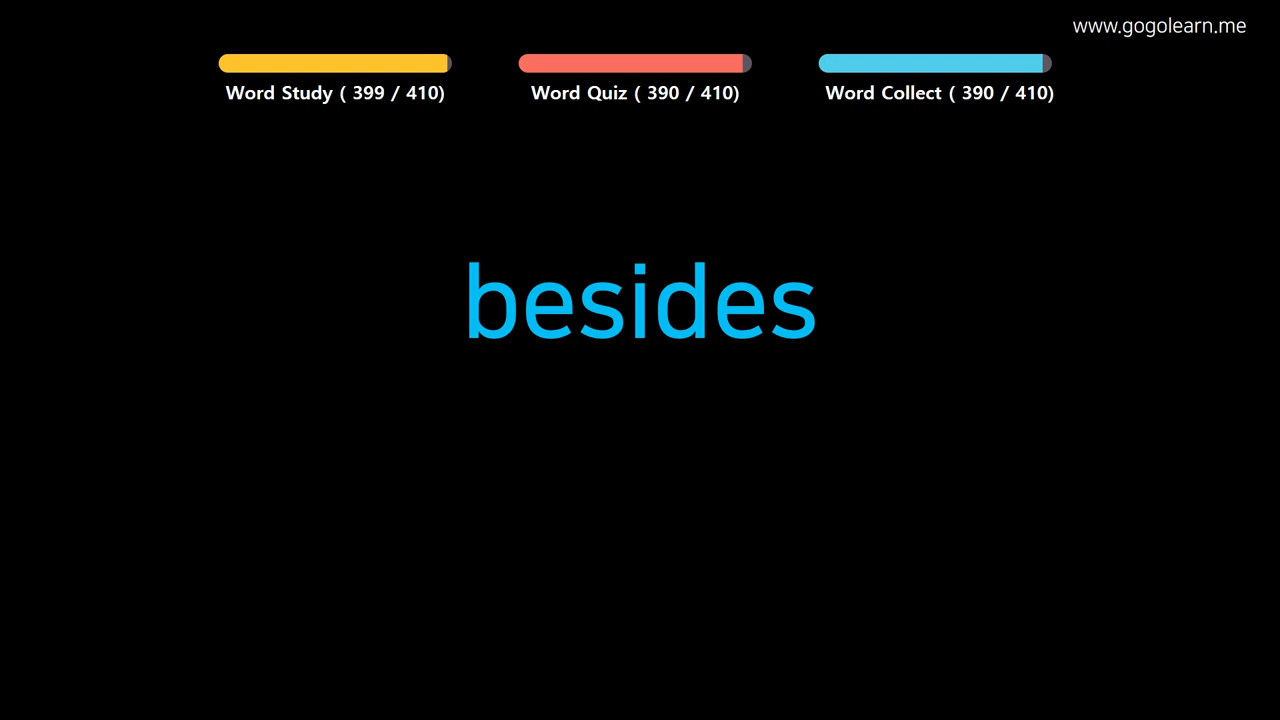 www.gogolearn.me
Word Study ( 399 / 410)
Word Quiz ( 390 / 410)
Word Collect ( 390 / 410)
besides